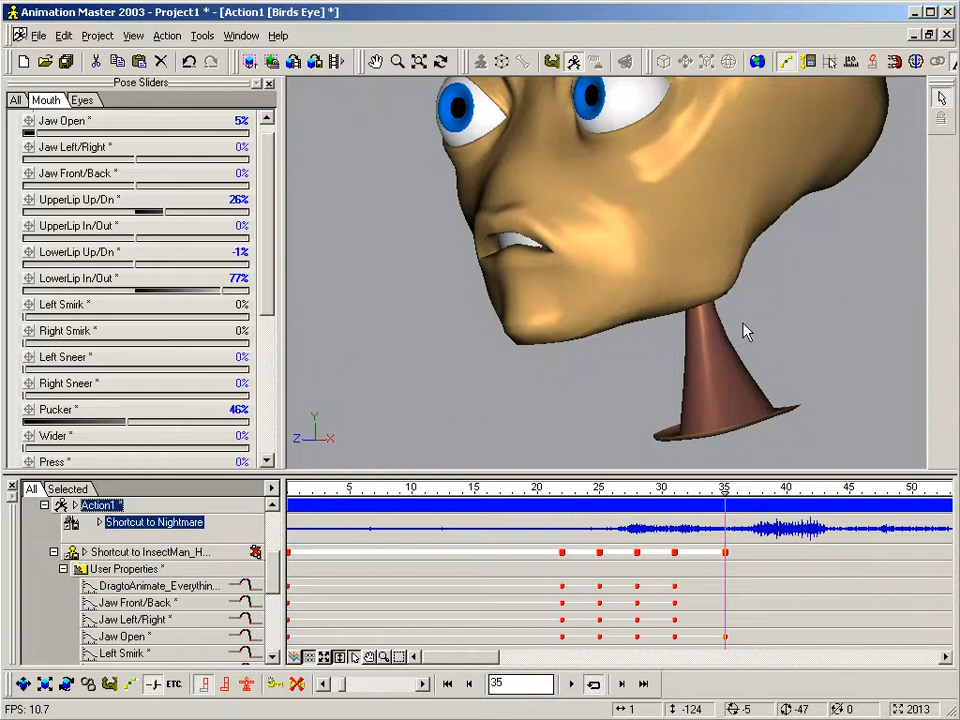 Animation Master 2003 - Project1 * - [Action1 [Birds Eye] *]
File Edit Project View Action Tools Window Help
Pose Sliders
All Mouth Eyes
Jaw Open * 5%
Jaw Left/Right * 0%
Jaw Front/Back * 0%
UpperLip Up/Dn * 26%
UpperLip In/Out * 0%
LowerLip Up/Dn * -1%
LowerLip In/Out * 77%
Left Smirk * 0%
Right Smirk * 0%
Left Sneer * 0%
Right Sneer * 0%
Pucker * 46%
Wider * 0%
Press * 0%
Y
Z X
All Selected
5 10 15 20 25 30 35 40 45 50
Action1 *
Shortcut to Nightmare
Shortcut to InsectMan_H...
User Properties *
DragtoAnimate_Everythin...
Jaw Front/Back *
Jaw Left/Right *
Jaw Open *
Left Smirk *
ETC. 35
FPS: 10.7 1 -124 -5 -47 0 2013